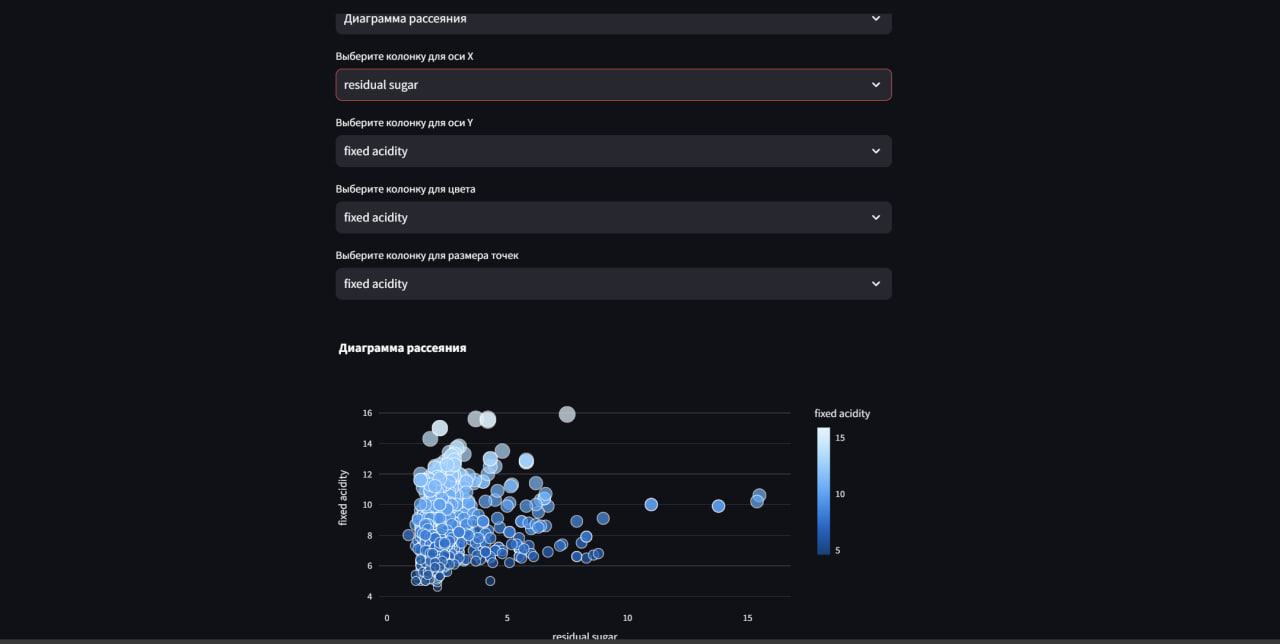 Диаграмма рассеяния
Выберите колонку для оси X
residual sugar
Выберите колонку для оси Y
fixed acidity
Выберите колонку для цвета
fixed acidity
Выберите колонку для размера точек
fixed acidity
Диаграмма рассеяния
fixed acidity
16
14
12
10
8
6
4
fixed acidity
15
10
5
0
5
10
15
residual sugar